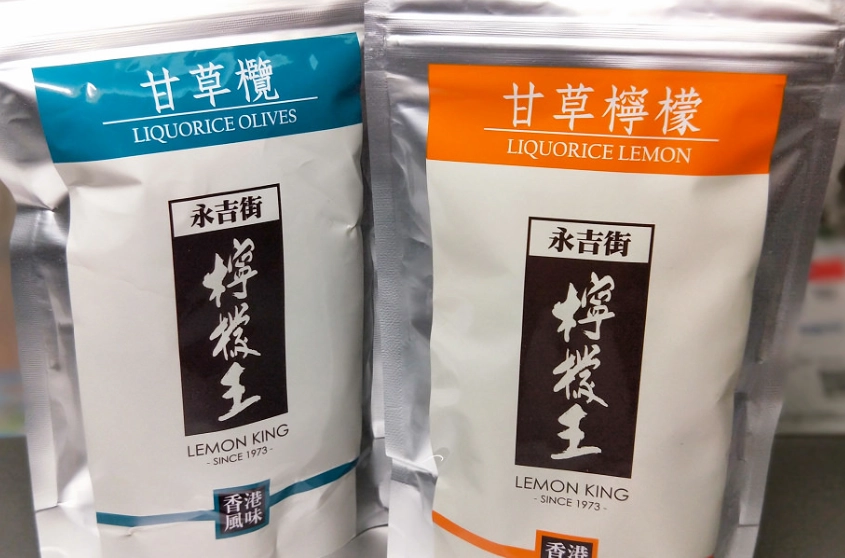 甘草欖
LIQUORICE OLIVES
永吉街
檸檬王
LEMON KING
- SINCE 1973 -
香港
風味
甘草檸檬
LIQUORICE LEMON
永吉街
檸檬王
LEMON KING
- SINCE 1973 -
香港